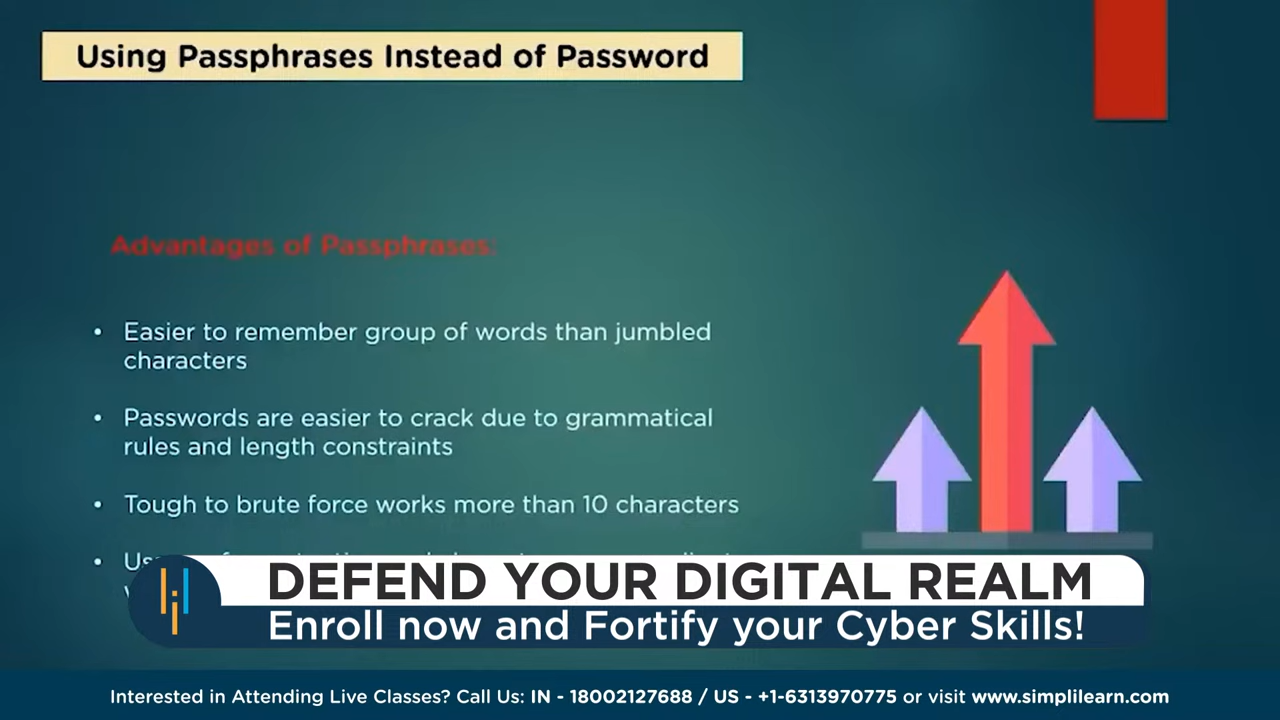 Using Passphrases Instead of Password
Advantages of Passphrases:
• Easier to remember group of words than jumbled
characters
• Passwords are easier to crack due to grammatical
rules and length constraints
• Tough to brute force works more than 10 characters
•
DEFEND YOUR DIGITAL REALM
Enroll now and Fortify your Cyber Skills!
Interested in Attending Live Classes? Call Us: IN - 18002127688 / US - +1-6313970775 or visit www.simplilearn.com